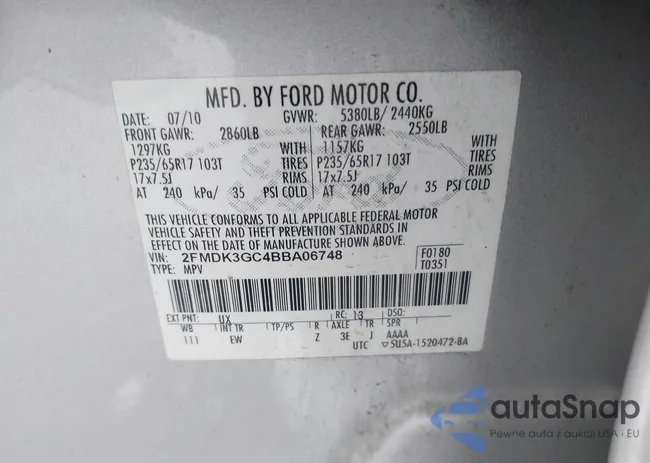 MFD. BY FORD MOTOR CO.
DATE: 07/10 GVWR: 5380LB/ 2440KG
FRONT GAWR: 2860LB REAR GAWR: 2550LB
1297KG WITH 1157KG WITH
P235/65R17 103T TIRES P235/65R17 103T TIRES
17x7.5J RIMS 17x7.5J RIMS
AT 240 kPa/ 35 PSI COLD AT 240 kPa/ 35 PSI COLD
THIS VEHICLE CONFORMS TO ALL APPLICABLE FEDERAL MOTOR
VEHICLE SAFETY AND THEFT PREVENTION STANDARDS IN
EFFECT ON THE DATE OF MANUFACTURE SHOWN ABOVE.
VIN: 2FMDK3GC4BBA06748 F0180
TYPE: MPV T0351
EXT PNT: UX RC: 13 DSO:
WB INT TR TP/PS R AXLE TR SPR
111 EW Z 3E J AAAA
UTC ▽5U5A-1520472-BA
autaSnap
Pewne auta z aukcji USA i EU